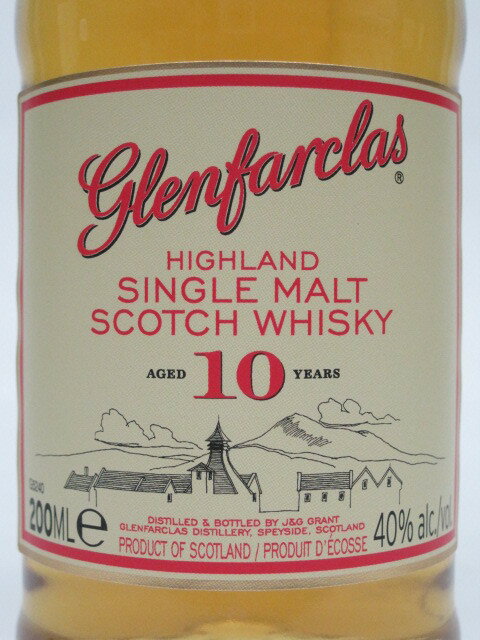 Glenfarclas®
HIGHLAND
SINGLE MALT
SCOTCH WHISKY
AGED 10 YEARS
200ML e
DISTILLED & BOTTLED BY J&G GRANT
GLENFARCLAS DISTILLERY, SPEYSIDE, SCOTLAND
PRODUCT OF SCOTLAND / PRODUIT D'ÉCOSSE
40% alc./vol.